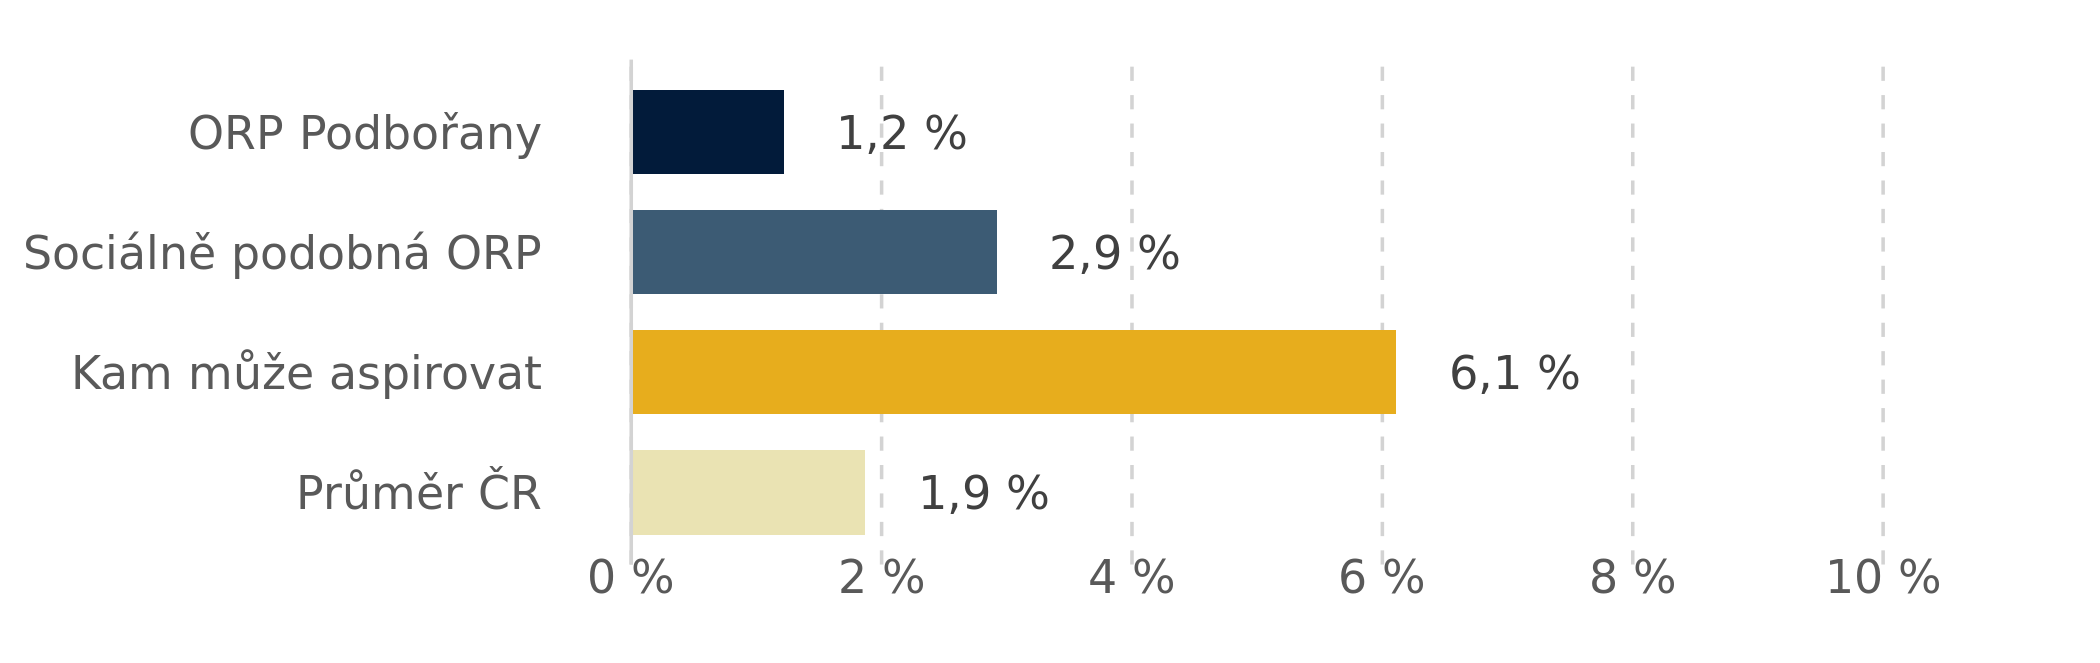 ORP Podbořany 1,2 %
Sociálně podobná ORP 2,9 %
Kam může aspirovat 6,1 %
Průměr ČR 1,9 %
0 % 2 % 4 % 6 % 8 % 10 %